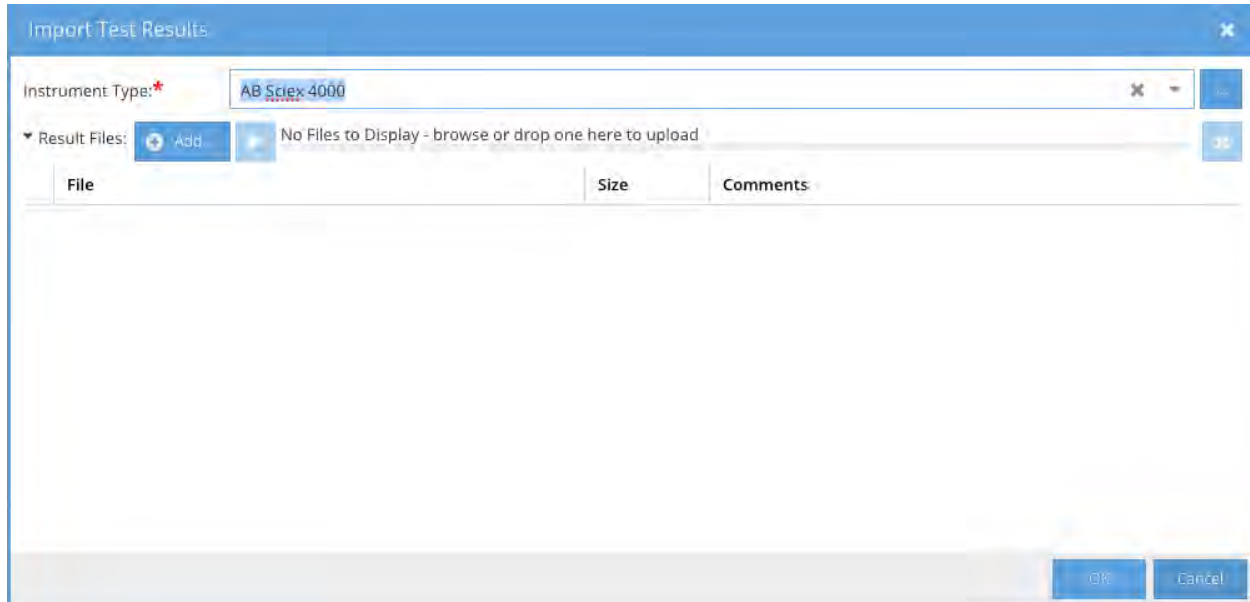 Import Test Results
Instrument Type:* AB Sciex 4000
Result Files: Add... No Files to Display - browse or drop one here to upload
File Size Comments
OK Cancel